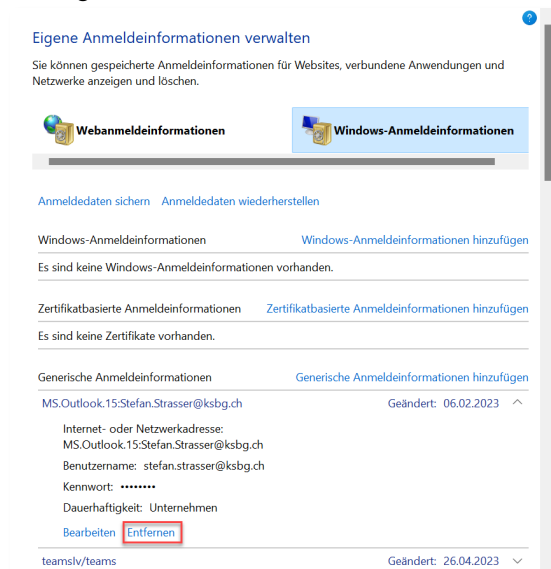 ?
Eigene Anmeldeinformationen verwalten
Sie können gespeicherte Anmeldeinformationen für Websites, verbundene Anwendungen und
Netzwerke anzeigen und löschen.
Webanmeldeinformationen
Windows-Anmeldeinformationen
Anmeldedaten sichern Anmeldedaten wiederherstellen
Windows-Anmeldeinformationen Windows-Anmeldeinformationen hinzufügen
Es sind keine Windows-Anmeldeinformationen vorhanden.
Zertifikatbasierte Anmeldeinformationen Zertifikatbasierte Anmeldeinformationen hinzufügen
Es sind keine Zertifikate vorhanden.
Generische Anmeldeinformationen Generische Anmeldeinformationen hinzufügen
MS.Outlook.15:Stefan.Strasser@ksbg.ch Geändert: 06.02.2023
Internet- oder Netzwerkadresse:
MS.Outlook.15:Stefan.Strasser@ksbg.ch
Benutzername: stefan.strasser@ksbg.ch
Kennwort: ••••••••
Dauerhaftigkeit: Unternehmen
Bearbeiten Entfernen
teamslv/teams Geändert: 26.04.2023